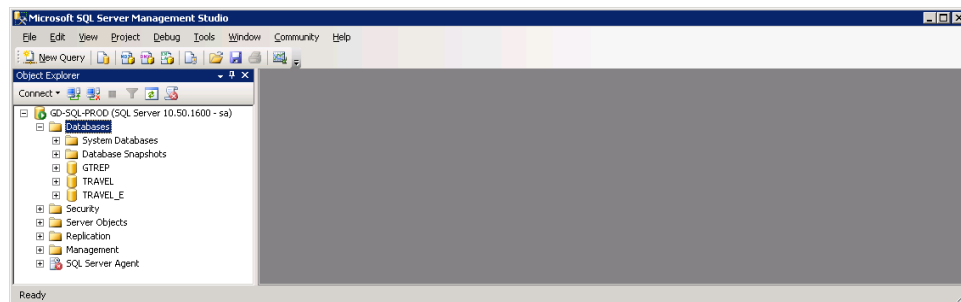 Microsoft SQL Server Management Studio
File Edit View Project Debug Tools Window Community Help
New Query
Object Explorer
Connect
GD-SQL-PROD (SQL Server 10.50.1600 - sa)
Databases
System Databases
Database Snapshots
GTREP
TRAVEL
TRAVEL_E
Security
Server Objects
Replication
Management
SQL Server Agent
Ready